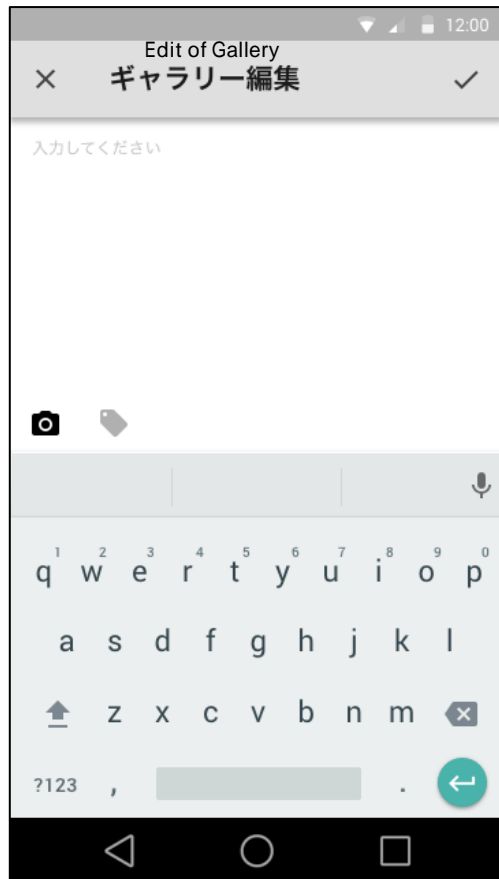 12:00
Edit of Gallery
ギャラリー編集
入力してください
1 2 3 4 5 6 7 8 9 0
q w e r t y u i o p
a s d f g h j k l
z x c v b n m
?123 , .